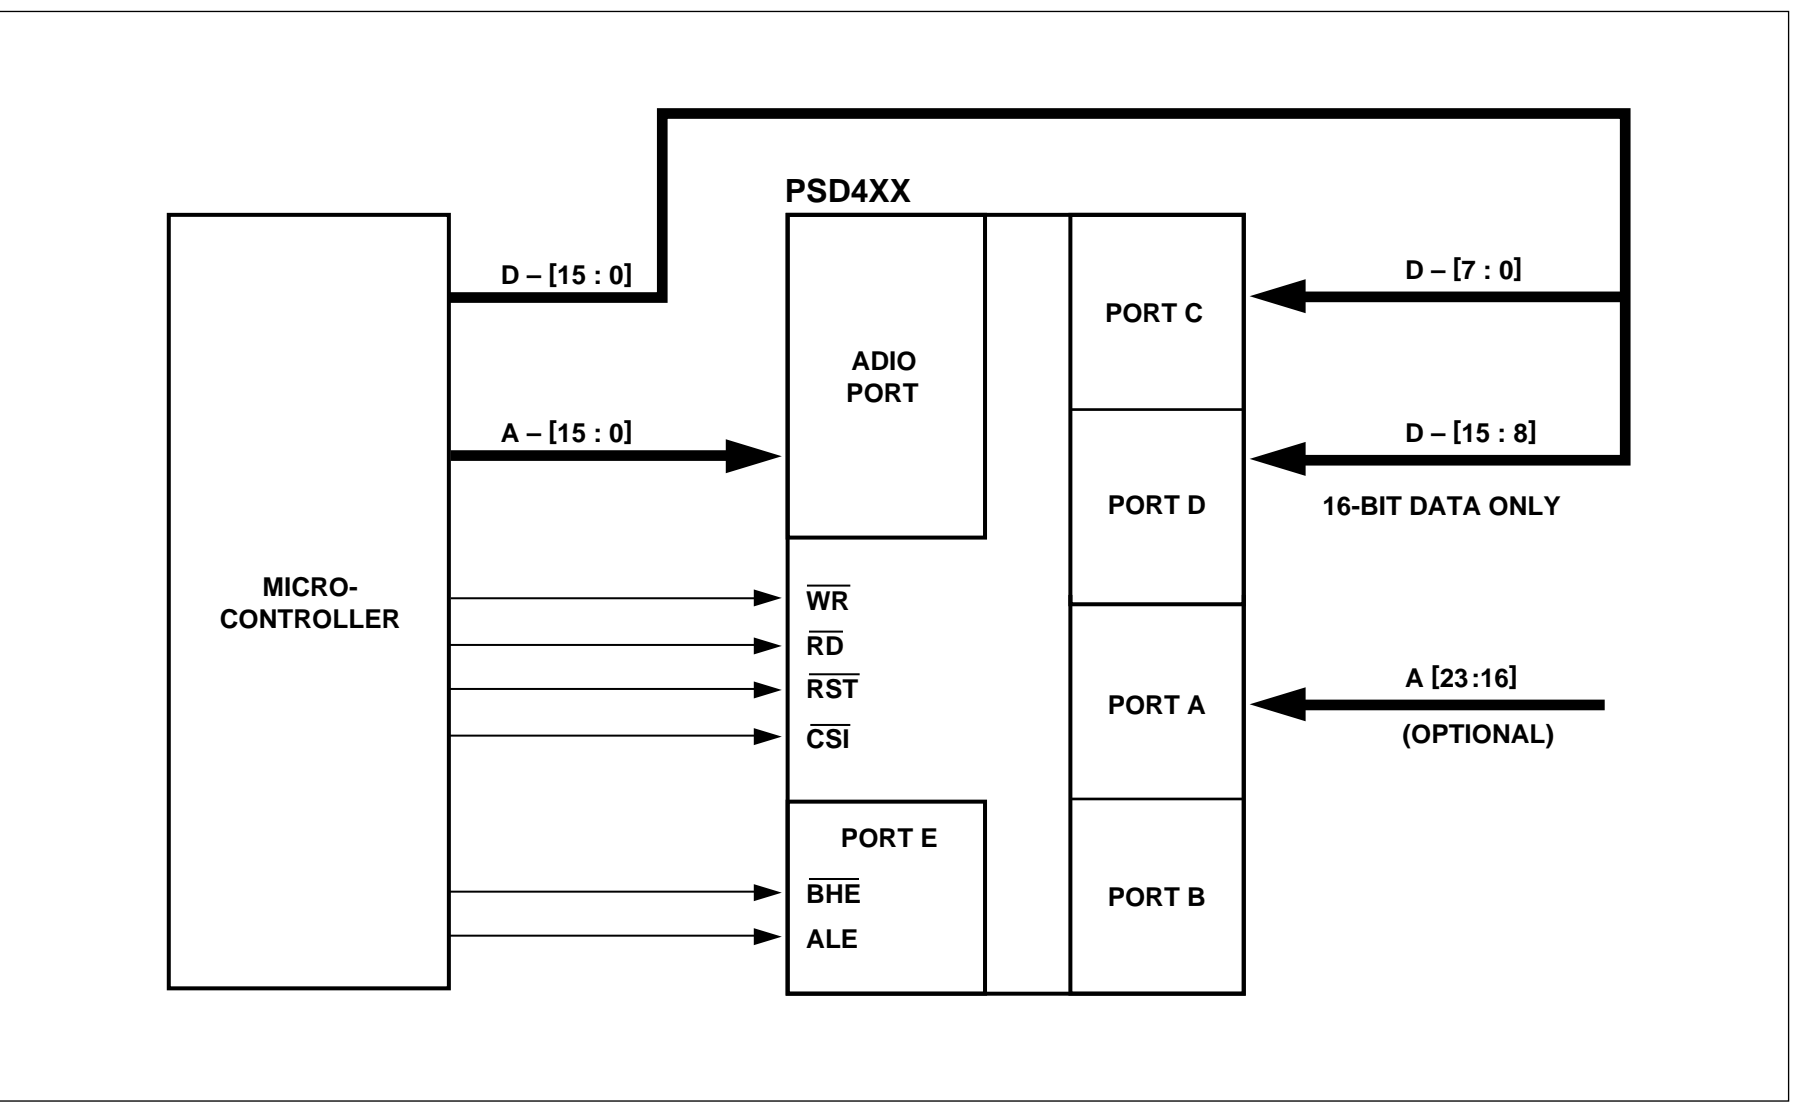 PSD4XX
D – [15 : 0]
D – [7 : 0]
PORT C
ADIO
PORT
A – [15 : 0]
D – [15 : 8]
PORT D
16-BIT DATA ONLY
MICRO-
CONTROLLER
WR
RD
RST
CSI
A [23:16]
PORT A
(OPTIONAL)
PORT E
BHE
ALE
PORT B